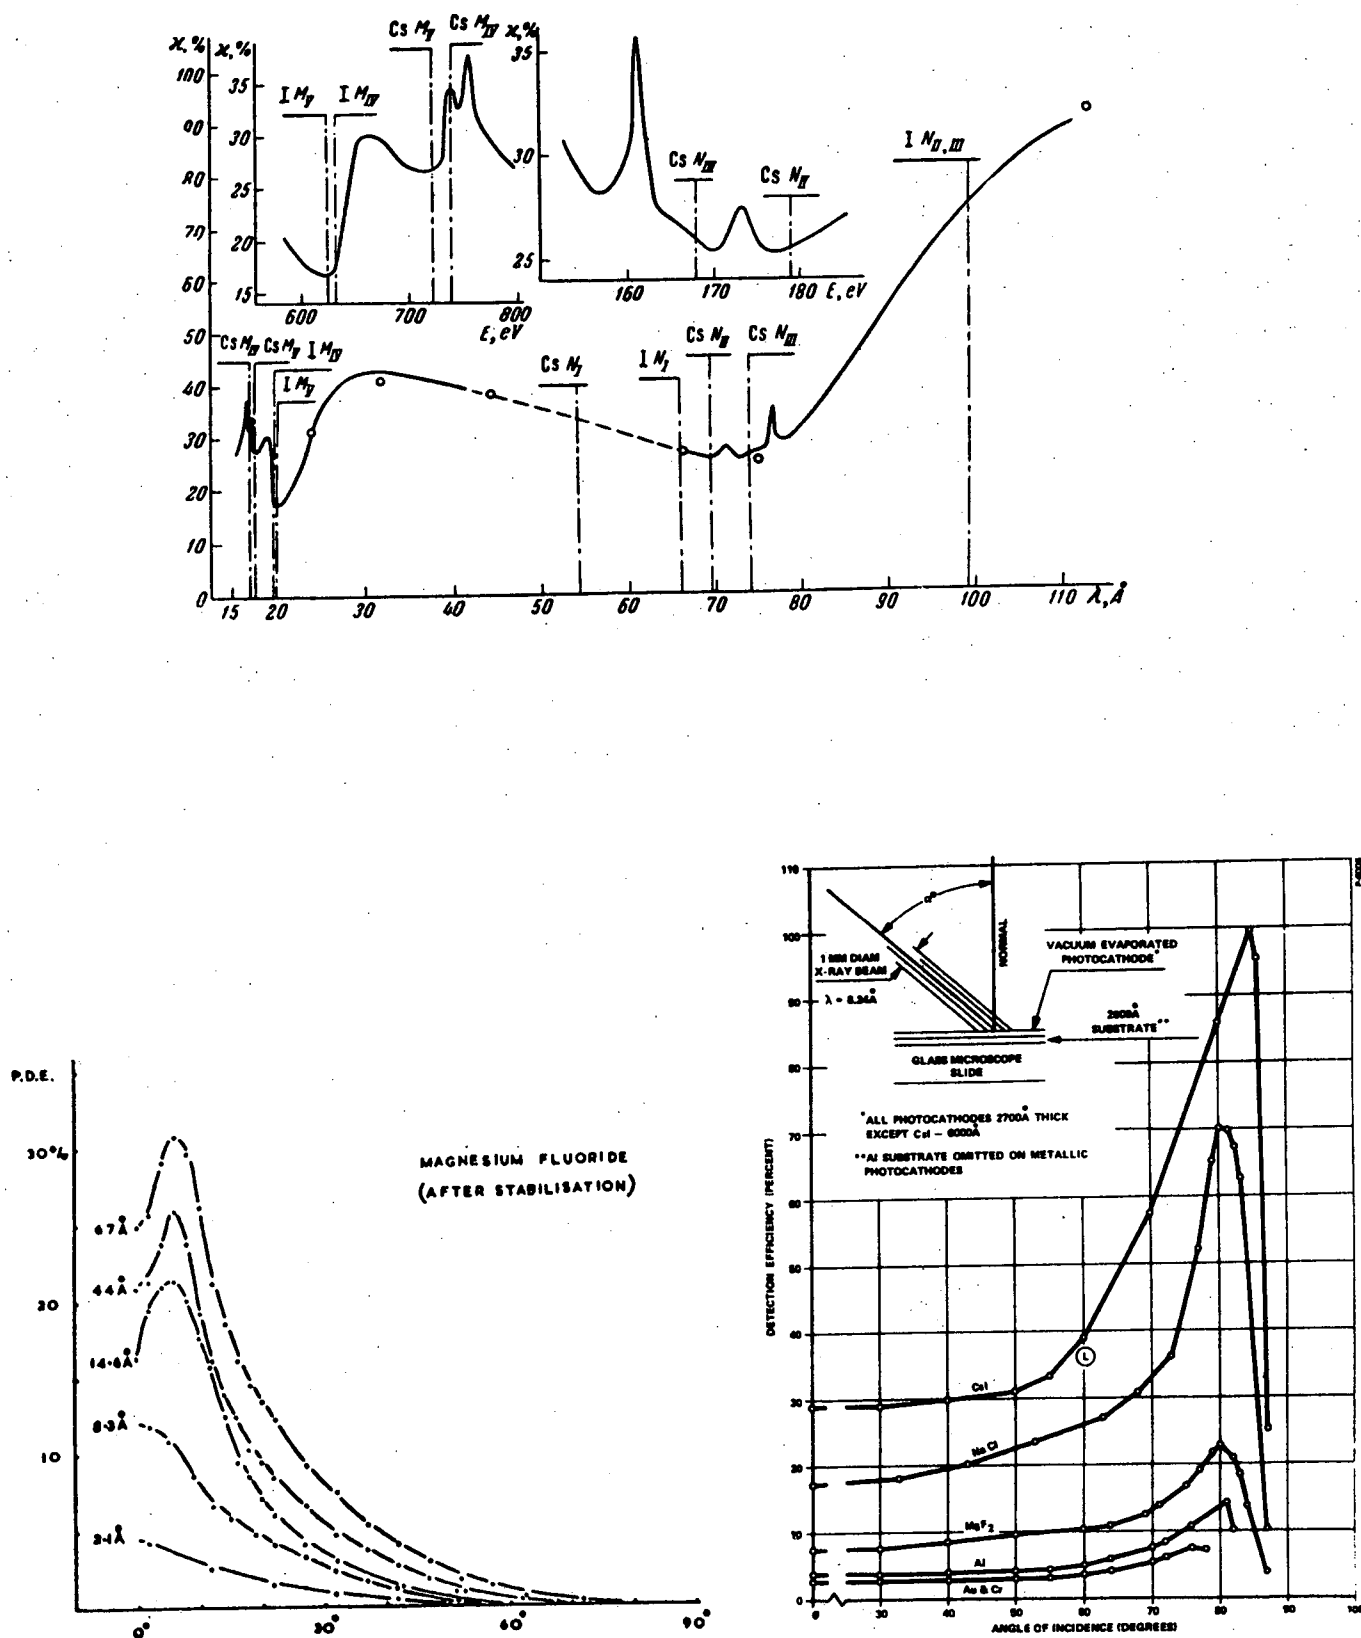 ϰ,%
100
90
80
70
60
50
40
30
20
10
0
15
20
30
40
50
60
70
80
90
100
110
λ,Å
Cs M_IV
Cs M_V
I M_IV
I M_V
Cs N_I
I N_I
Cs N_II
Cs N_III
I N_II,III
ϰ,%
35
30
25
20
15
600
700
800
E, eV
I M_V
I M_IV
Cs M_V
Cs M_IV
ϰ,%
35
30
25
160
170
180
E, eV
Cs N_III
Cs N_II
P.D.E.
30%
20
10
67Å
44Å
14·6Å
8·3Å
2·1Å
0°
30°
60°
90°
MAGNESIUM FLUORIDE
(AFTER STABILISATION)
DETECTION EFFICIENCY (PERCENT)
110
100
90
80
70
60
50
40
30
20
10
0
α°
NORMAL
1 MM DIAM
X-RAY BEAM
λ = 8.34Å
VACUUM EVAPORATED
PHOTOCATHODE*
SUBSTRATE**
GLASS MICROSCOPE
SLIDE
*ALL PHOTOCATHODES 2700Å THICK
EXCEPT CsI – 6000Å
**Al SUBSTRATE OMITTED ON METALLIC
PHOTOCATHODES
L
CsI
NaCl
MgF2
Al
Au & Cr
0
30
40
50
60
70
80
90
100
ANGLE OF INCIDENCE (DEGREES)